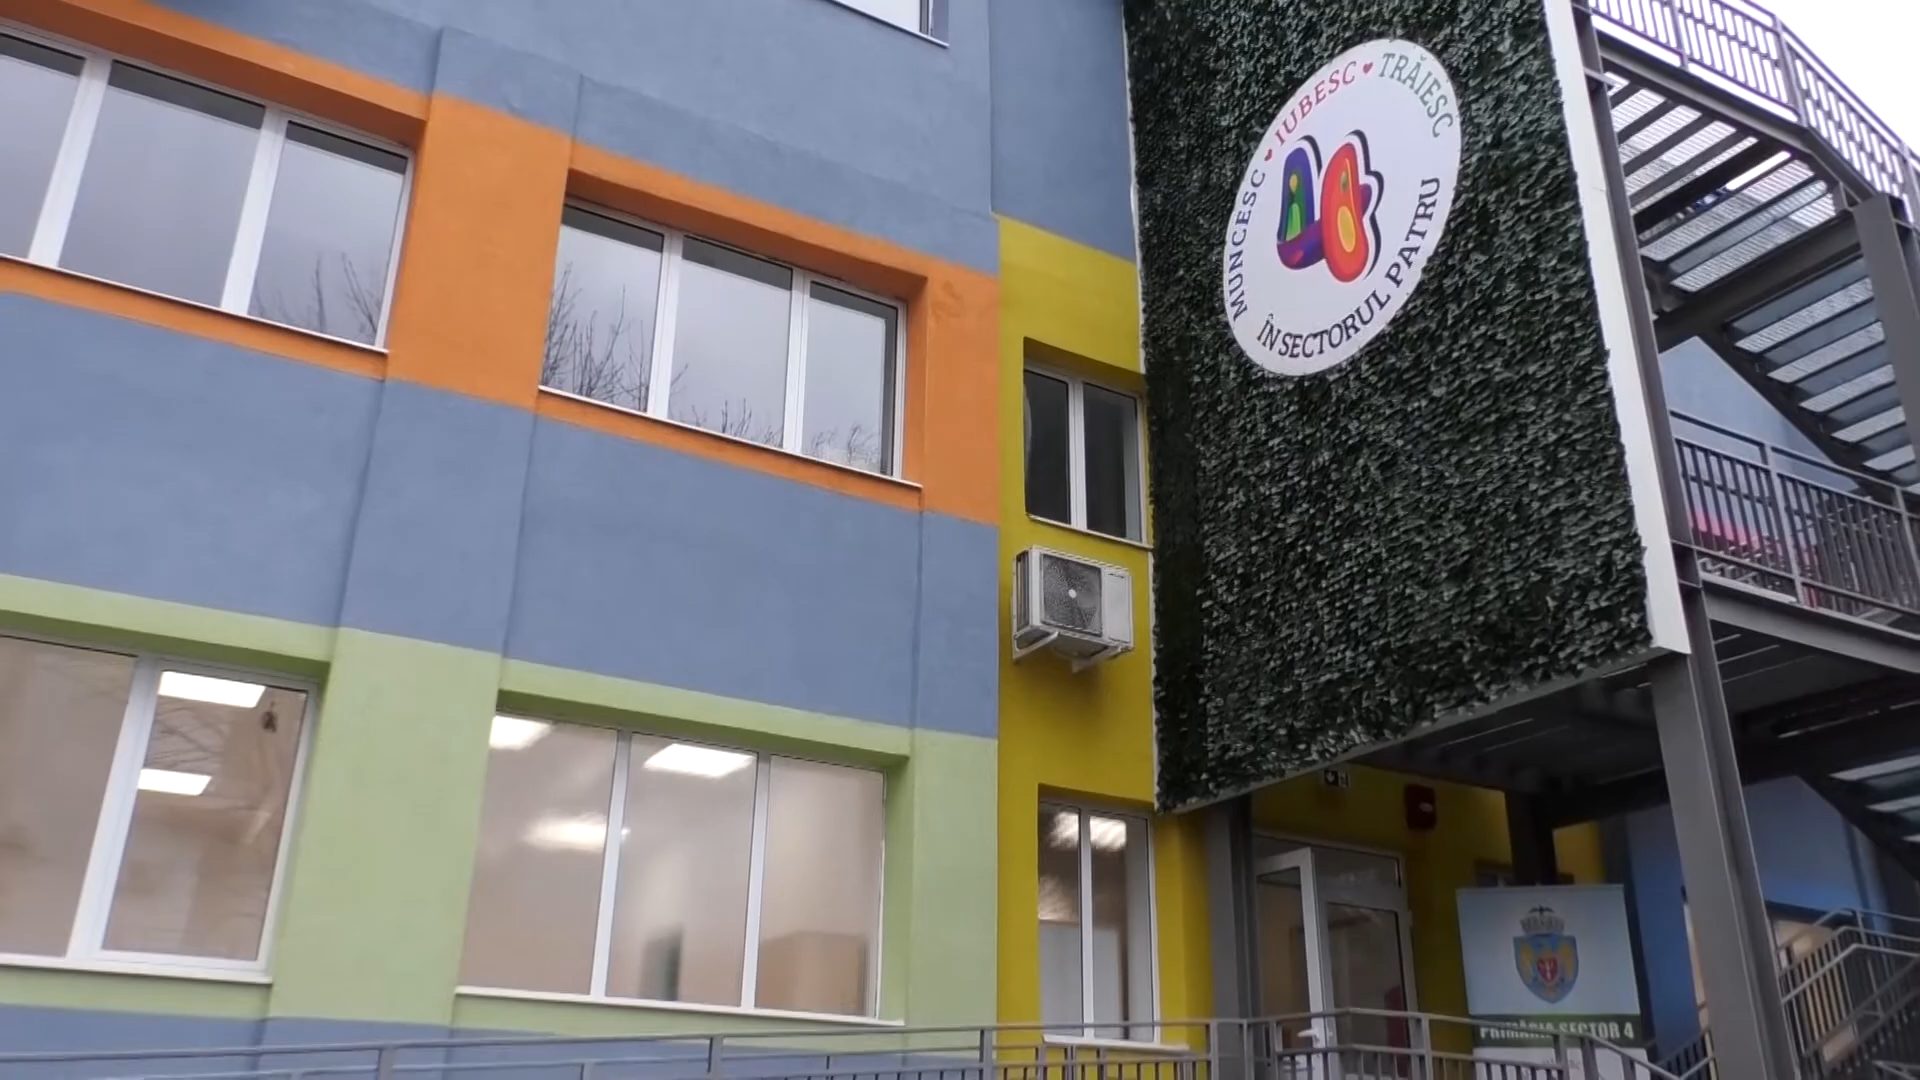 MUNCESC ♥ IUBESC ♥ TRĂIESC
ÎN SECTORUL PATRU
PRIMĂRIA SECTOR 4